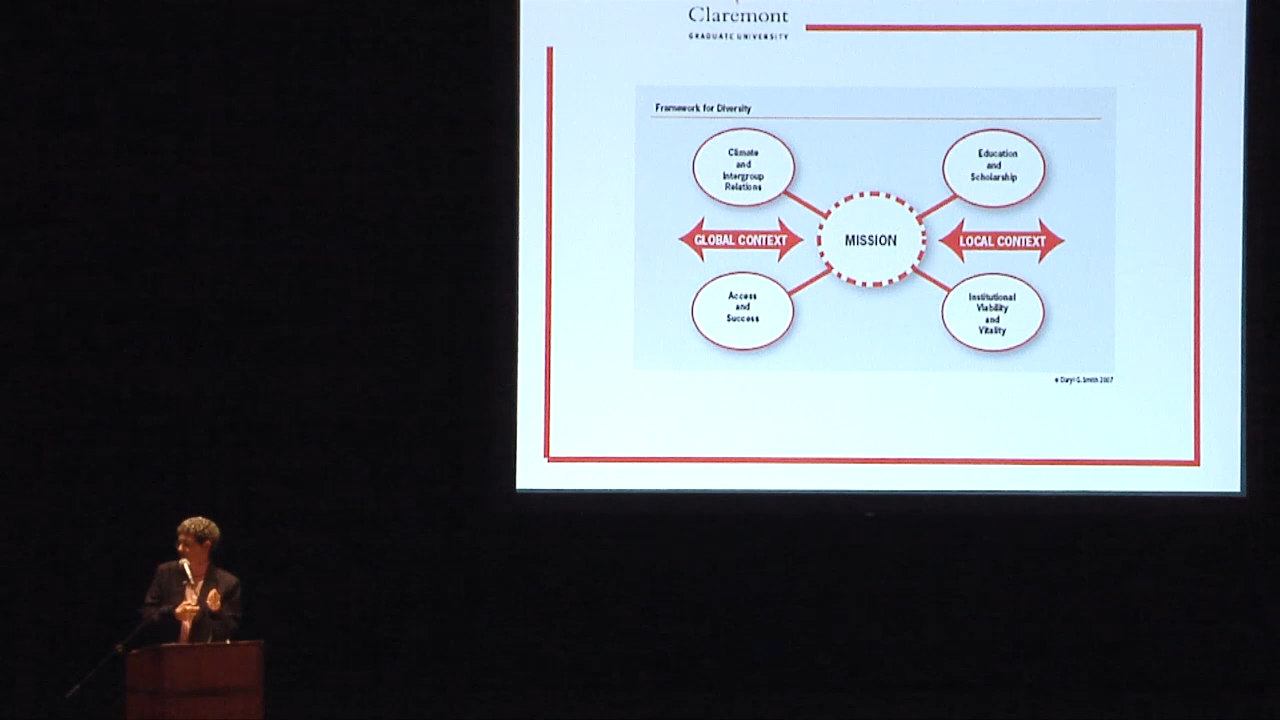 Claremont
GRADUATE UNIVERSITY
Framework for Diversity
Climate
and
Intergroup
Relations
Education
and
Scholarship
GLOBAL CONTEXT
MISSION
LOCAL CONTEXT
Access
and
Success
Institutional
Viability
and
Vitality
© Daryl G. Smith 2007